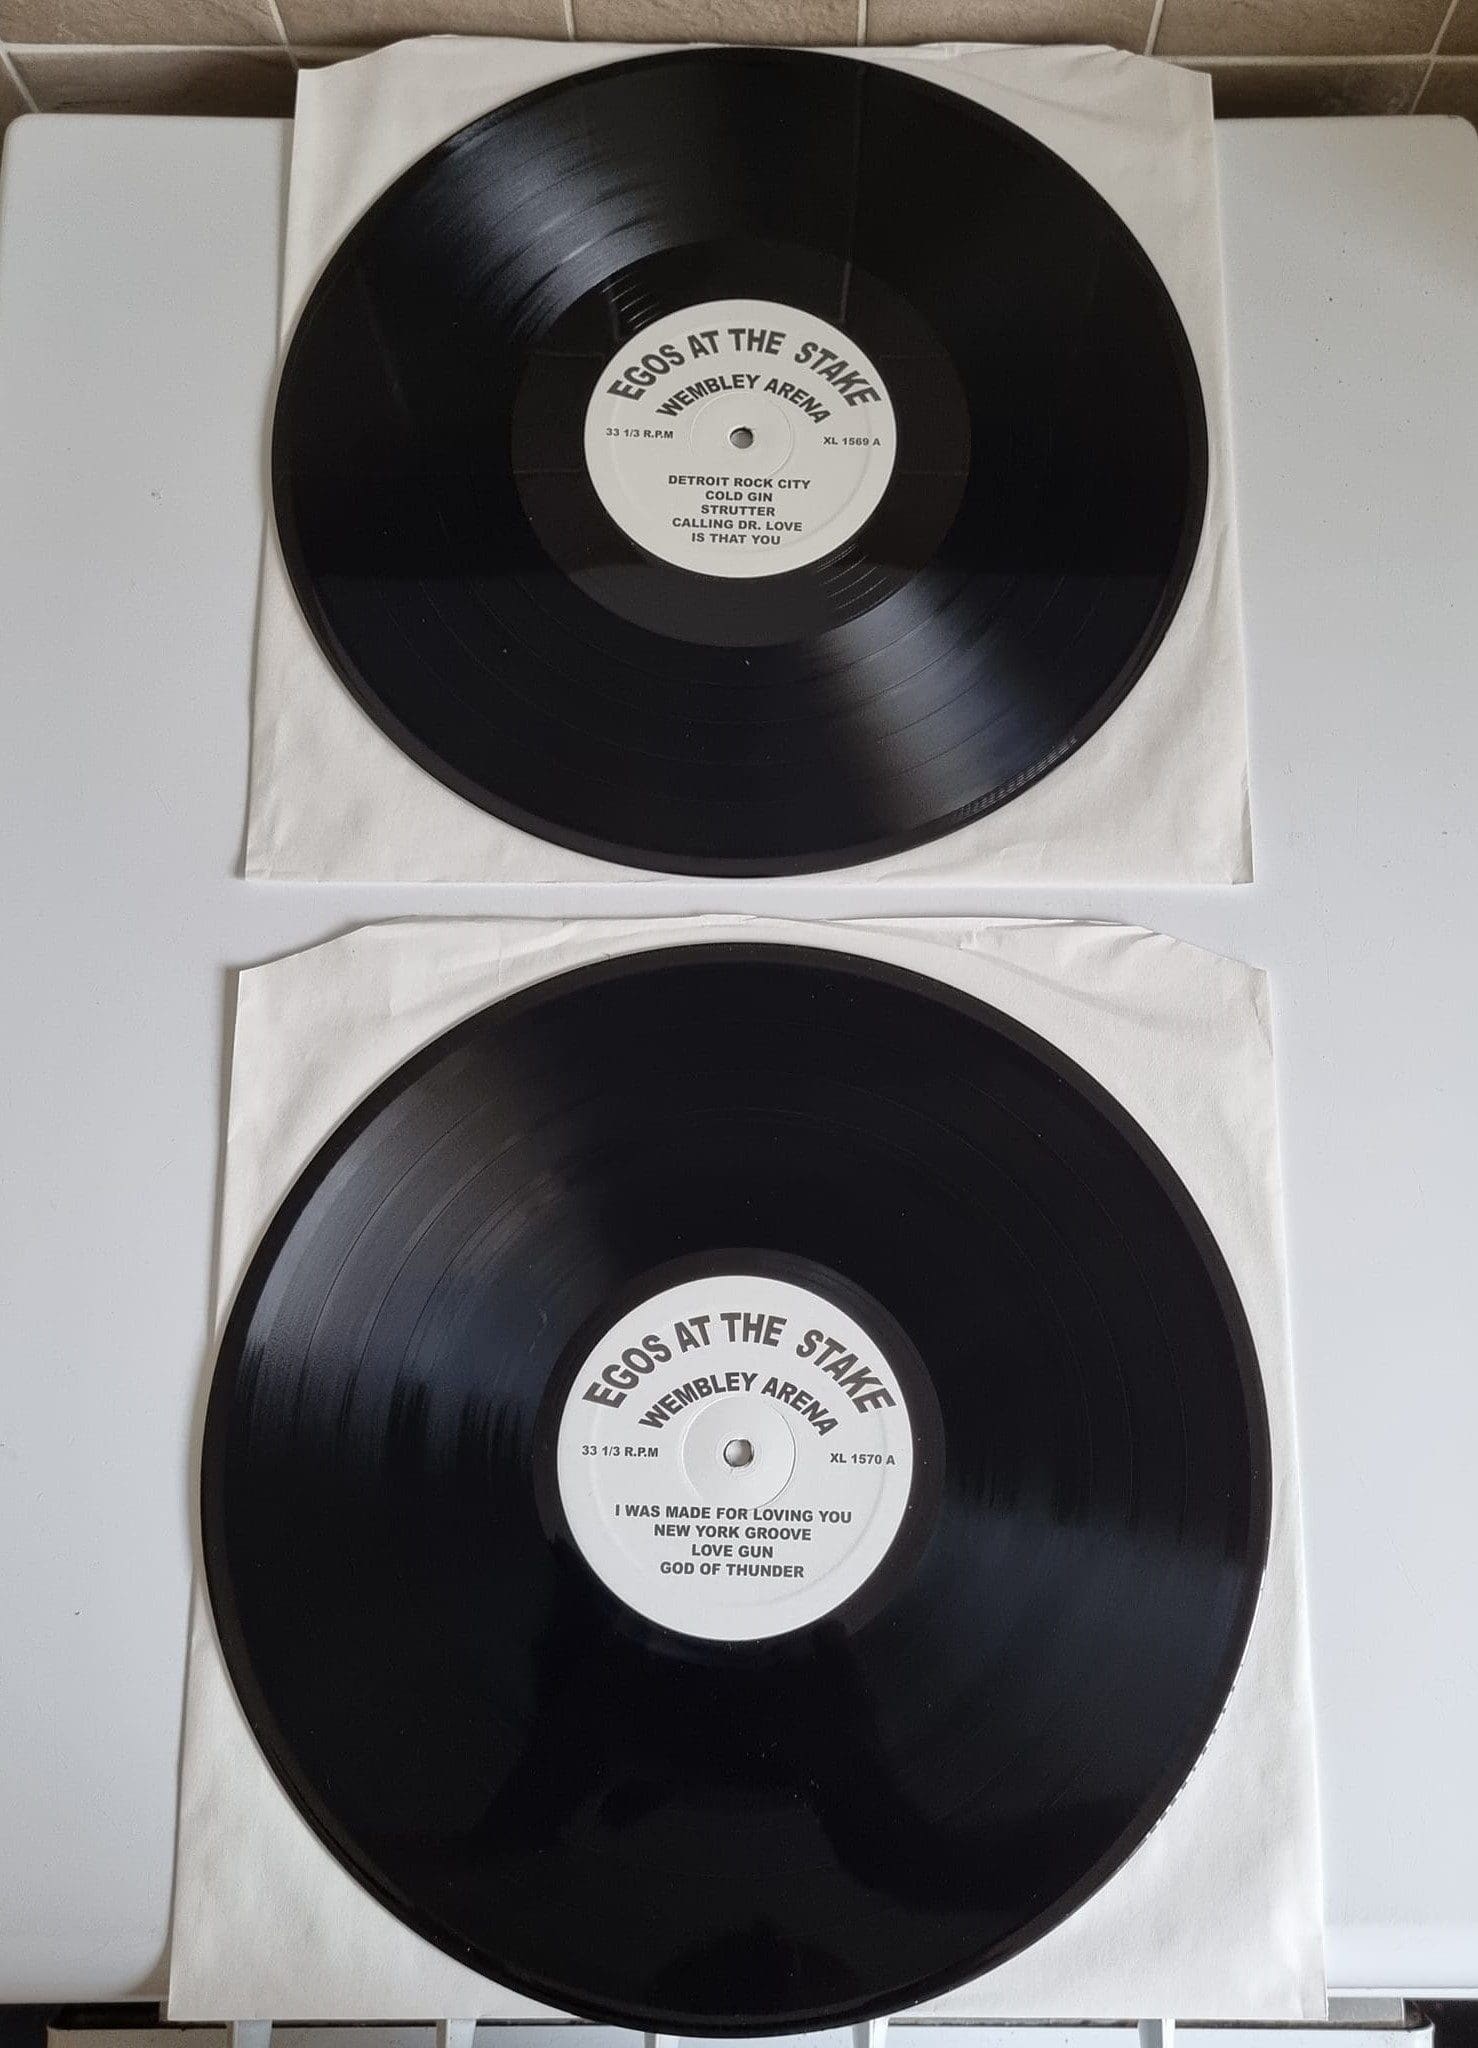 EGOS AT THE STAKE
WEMBLEY ARENA
33 1/3 R.P.M
XL 1569 A
DETROIT ROCK CITY
COLD GIN
STRUTTER
CALLING DR. LOVE
IS THAT YOU
EGOS AT THE STAKE
WEMBLEY ARENA
33 1/3 R.P.M
XL 1570 A
I WAS MADE FOR LOVING YOU
NEW YORK GROOVE
LOVE GUN
GOD OF THUNDER